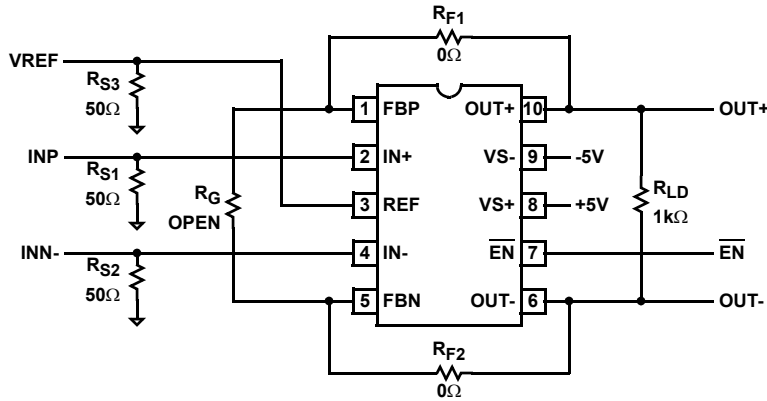 RF1
0Ω
VREF
RS3
50Ω
1 FBP OUT+ 10 OUT+
INP
2 IN+ VS- 9 -5V
RS1
50Ω
RG
OPEN
3 REF VS+ 8 +5V
RLD
1kΩ
INN-
4 IN- EN 7 EN
RS2
50Ω
5 FBN OUT- 6 OUT-
RF2
0Ω